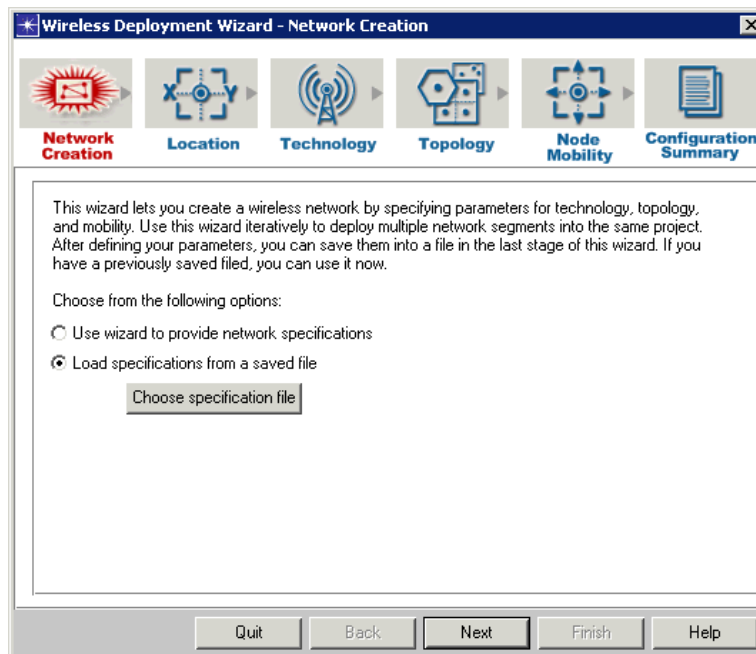 Wireless Deployment Wizard - Network Creation
Network Creation
Location
Technology
Topology
Node Mobility
Configuration Summary
This wizard lets you create a wireless network by specifying parameters for technology, topology,
and mobility. Use this wizard iteratively to deploy multiple network segments into the same project.
After defining your parameters, you can save them into a file in the last stage of this wizard. If you
have a previously saved filed, you can use it now.
Choose from the following options:
Use wizard to provide network specifications
Load specifications from a saved file
Choose specification file
Quit
Back
Next
Finish
Help